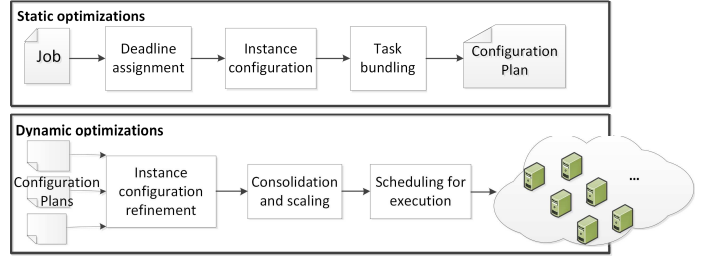 Static optimizations
Job
Deadline
assignment
Instance
configuration
Task
bundling
Configuration
Plan
Dynamic optimizations
Configuration
Plans
Instance
configuration
refinement
Consolidation
and scaling
Scheduling for
execution
...